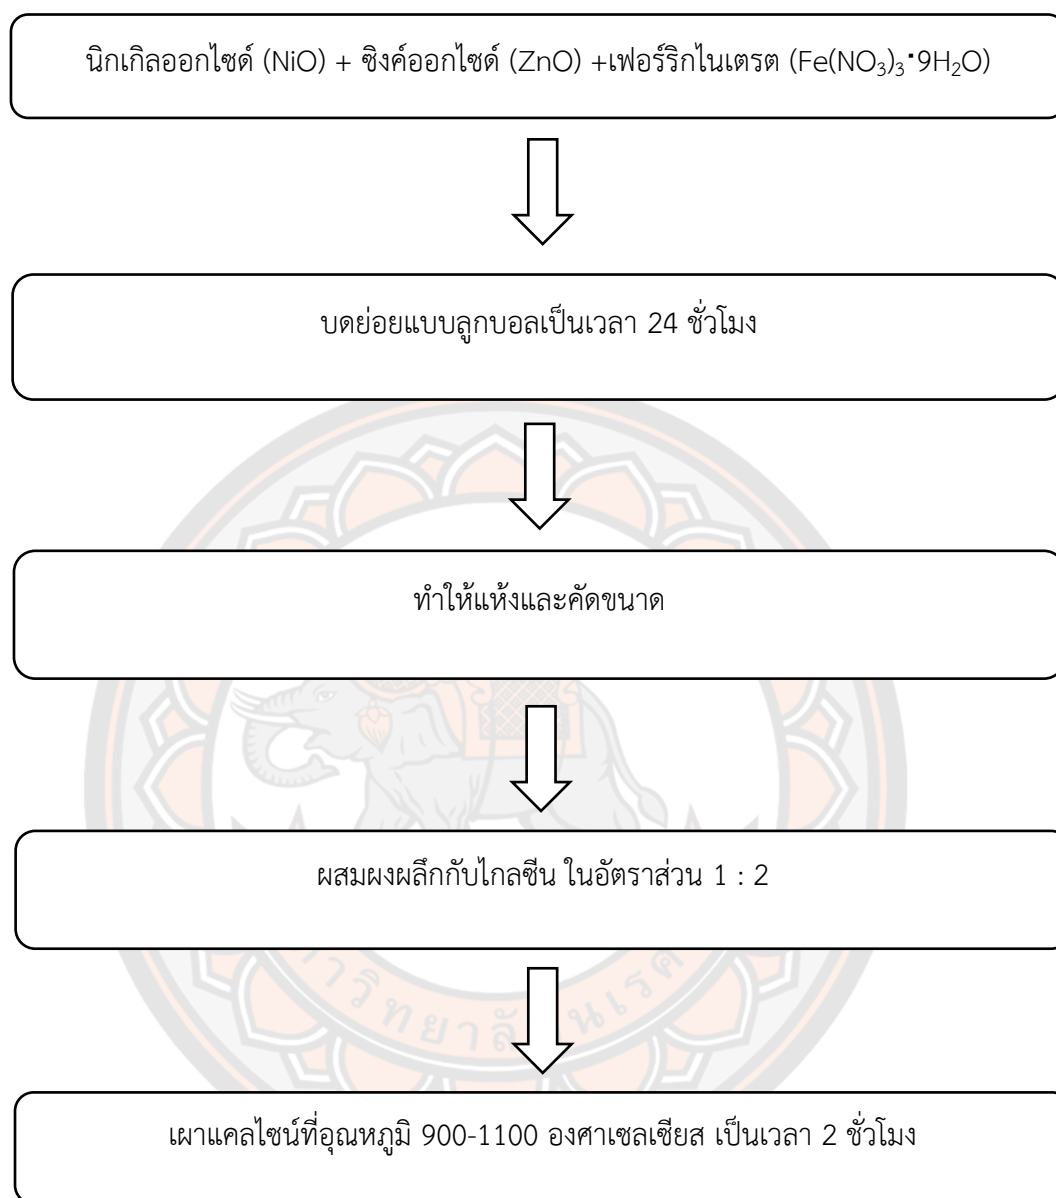 นิกเกิลออกไซด์ (NiO) + ซิงค์ออกไซด์ (ZnO) +เฟอร์ริกไนเตรต (Fe(NO₃)₃·9H₂O)
บดย่อยแบบลูกบอลเป็นเวลา 24 ชั่วโมง
ทำให้แห้งและคัดขนาด
ผสมผงผลึกกับไกลซีน ในอัตราส่วน 1 : 2
เผาแคลไซน์ที่อุณหภูมิ 900-1100 องศาเซลเซียส เป็นเวลา 2 ชั่วโมง